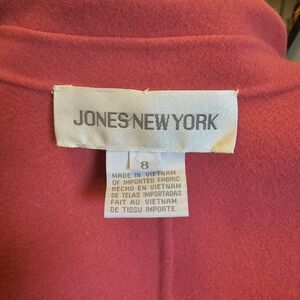 JONES NEW YORK
8
MADE IN VIETNAM
OF IMPORTED FABRIC
HECHO EN VIETNAM
DE TELAS IMPORTADAS
FAIT AU VIETNAM
DE TISSU IMPORTE